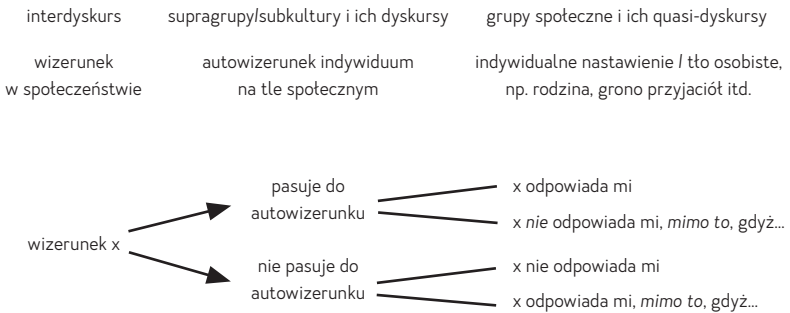 interdyskurs
supragrupy/subkultury i ich dyskursy
grupy społeczne i ich quasi-dyskursy
wizerunek
w społeczeństwie
autowizerunek indywiduum
na tle społecznym
indywidualne nastawienie / tło osobiste,
np. rodzina, grono przyjaciół itd.
wizerunek x
pasuje do
autowizerunku
x odpowiada mi
x nie odpowiada mi, mimo to, gdyż...
nie pasuje do
autowizerunku
x nie odpowiada mi
x odpowiada mi, mimo to, gdyż...